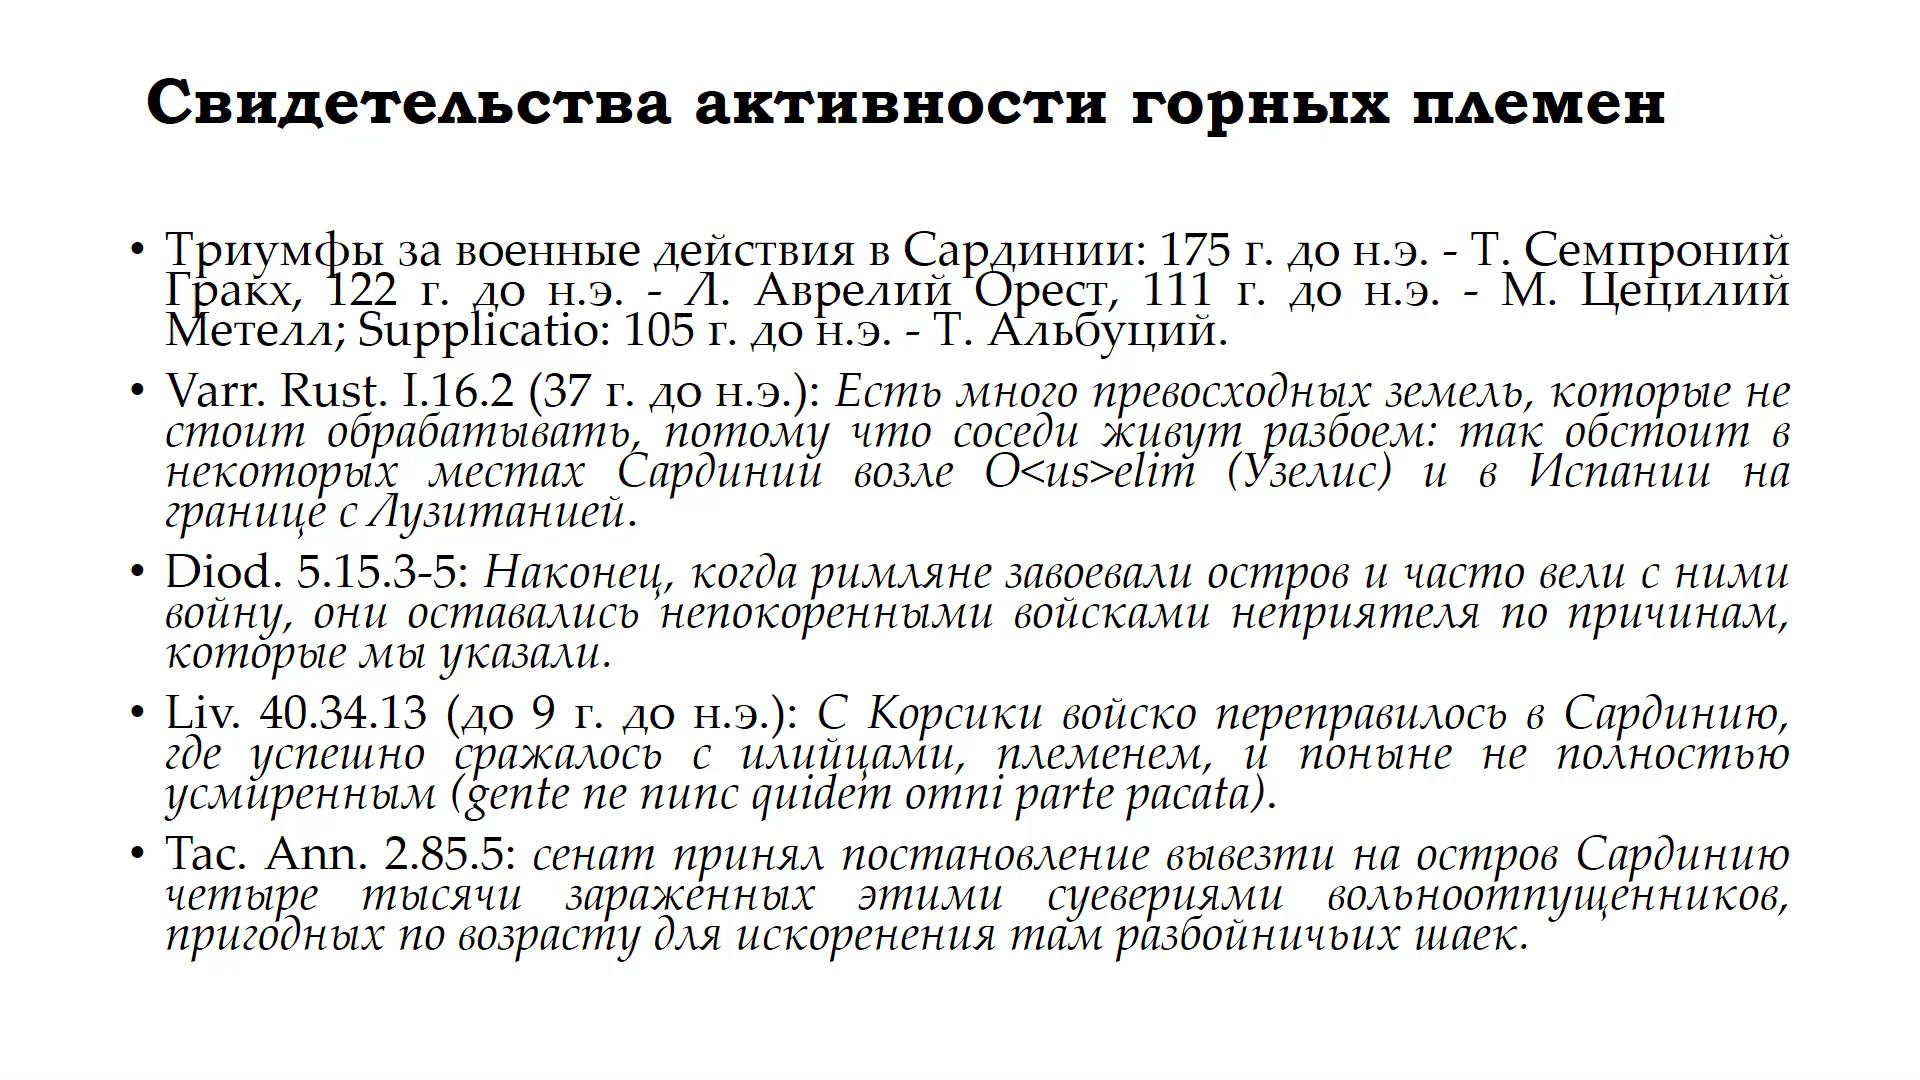 Свидетельства активности горных племен
• Триумфы за военные действия в Сардинии: 175 г. до н.э. - Т. Семпроний
Гракх, 122 г. до н.э. - Л. Аврелий Орест, 111 г. до н.э. - М. Цецилий
Метелл; Supplicatio: 105 г. до н.э. - Т. Альбуций.
• Varr. Rust. I.16.2 (37 г. до н.э.): Есть много превосходных земель, которые не
стоит обрабатывать, потому что соседи живут разбоем: так обстоит в
некоторых местах Сардинии возле O<us>elim (Узелис) и в Испании на
границе с Лузитанией.
• Diod. 5.15.3-5: Наконец, когда римляне завоевали остров и часто вели с ними
войну, они оставались непокоренными войсками неприятеля по причинам,
которые мы указали.
• Liv. 40.34.13 (до 9 г. до н.э.): С Корсики войско переправилось в Сардинию,
где успешно сражалось с илийцами, племенем, и поныне не полностью
усмиренным (gente ne nunc quidem omni parte pacata).
• Tac. Ann. 2.85.5: сенат принял постановление вывезти на остров Сардинию
четыре тысячи зараженных этими суевериями вольноотпущенников,
пригодных по возрасту для искоренения там разбойничьих шаек.